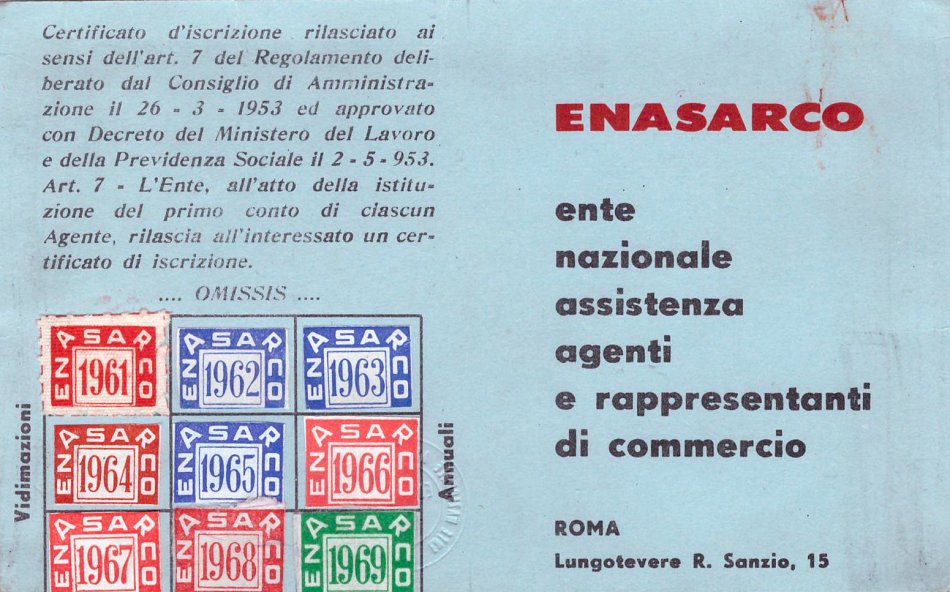 Certificato d'iscrizione rilasciato ai
sensi dell'art. 7 del Regolamento deli-
berato dal Consiglio di Amministra-
zione il 26 - 3 - 1953 ed approvato
con Decreto del Ministero del Lavoro
e della Previdenza Sociale il 2 - 5 - 953.
Art. 7 - L'Ente, all'atto della istitu-
zione del primo conto di ciascun
Agente, rilascia all'interessato un cer-
tificato di iscrizione.
.... OMISSIS ....
Vidimazioni
ENASARCO 1961
ENASARCO 1962
ENASARCO 1963
ENASARCO 1964
ENASARCO 1965
ENASARCO 1966
ENASARCO 1967
ENASARCO 1968
ENASARCO 1969
Annuali
ENASARCO
ente
nazionale
assistenza
agenti
e rappresentanti
di commercio
ROMA
Lungotevere R. Sanzio, 15